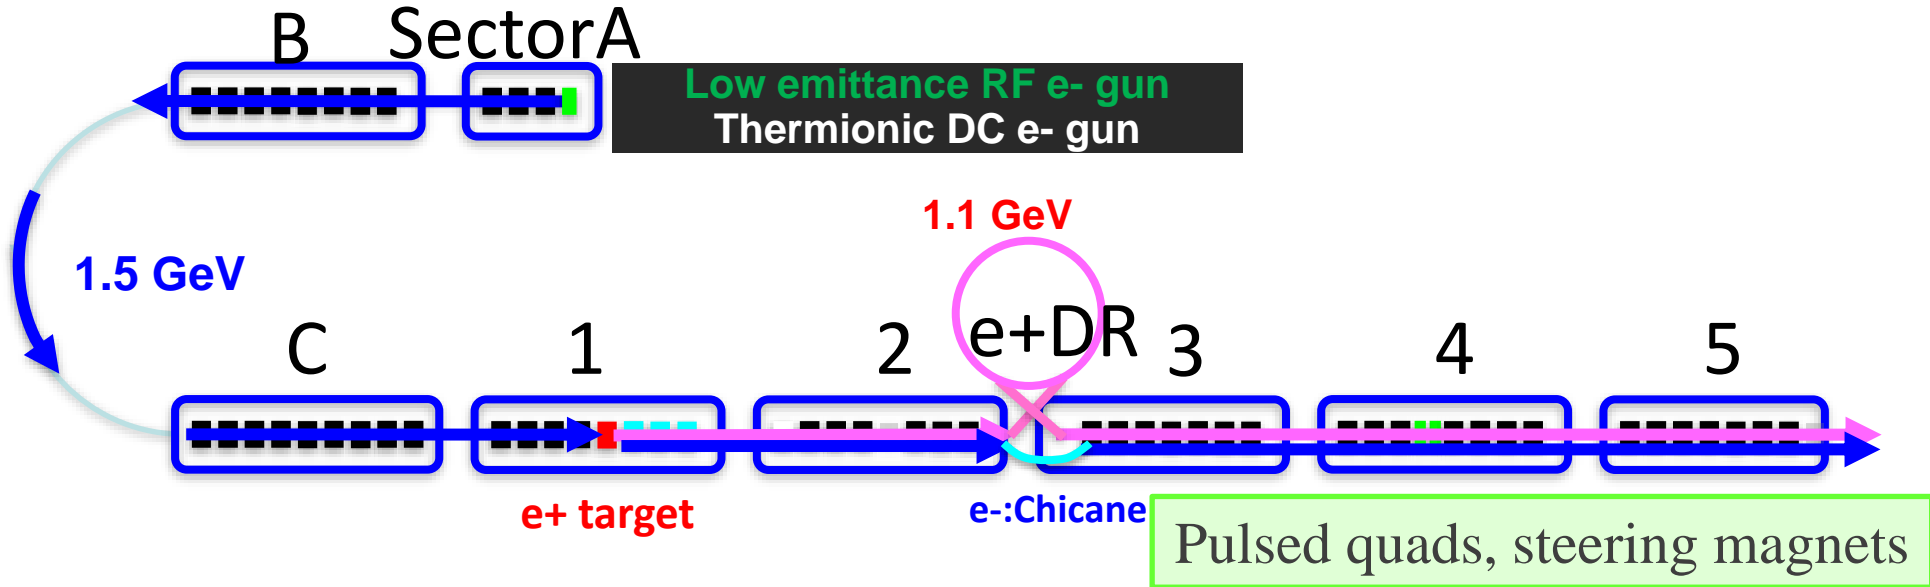 B
SectorA
Low emittance RF e- gun
Thermionic DC e- gun
1.1 GeV
1.5 GeV
C
1
2
e+DR
3
4
5
e+ target
e-:Chicane
Pulsed quads, steering magnets